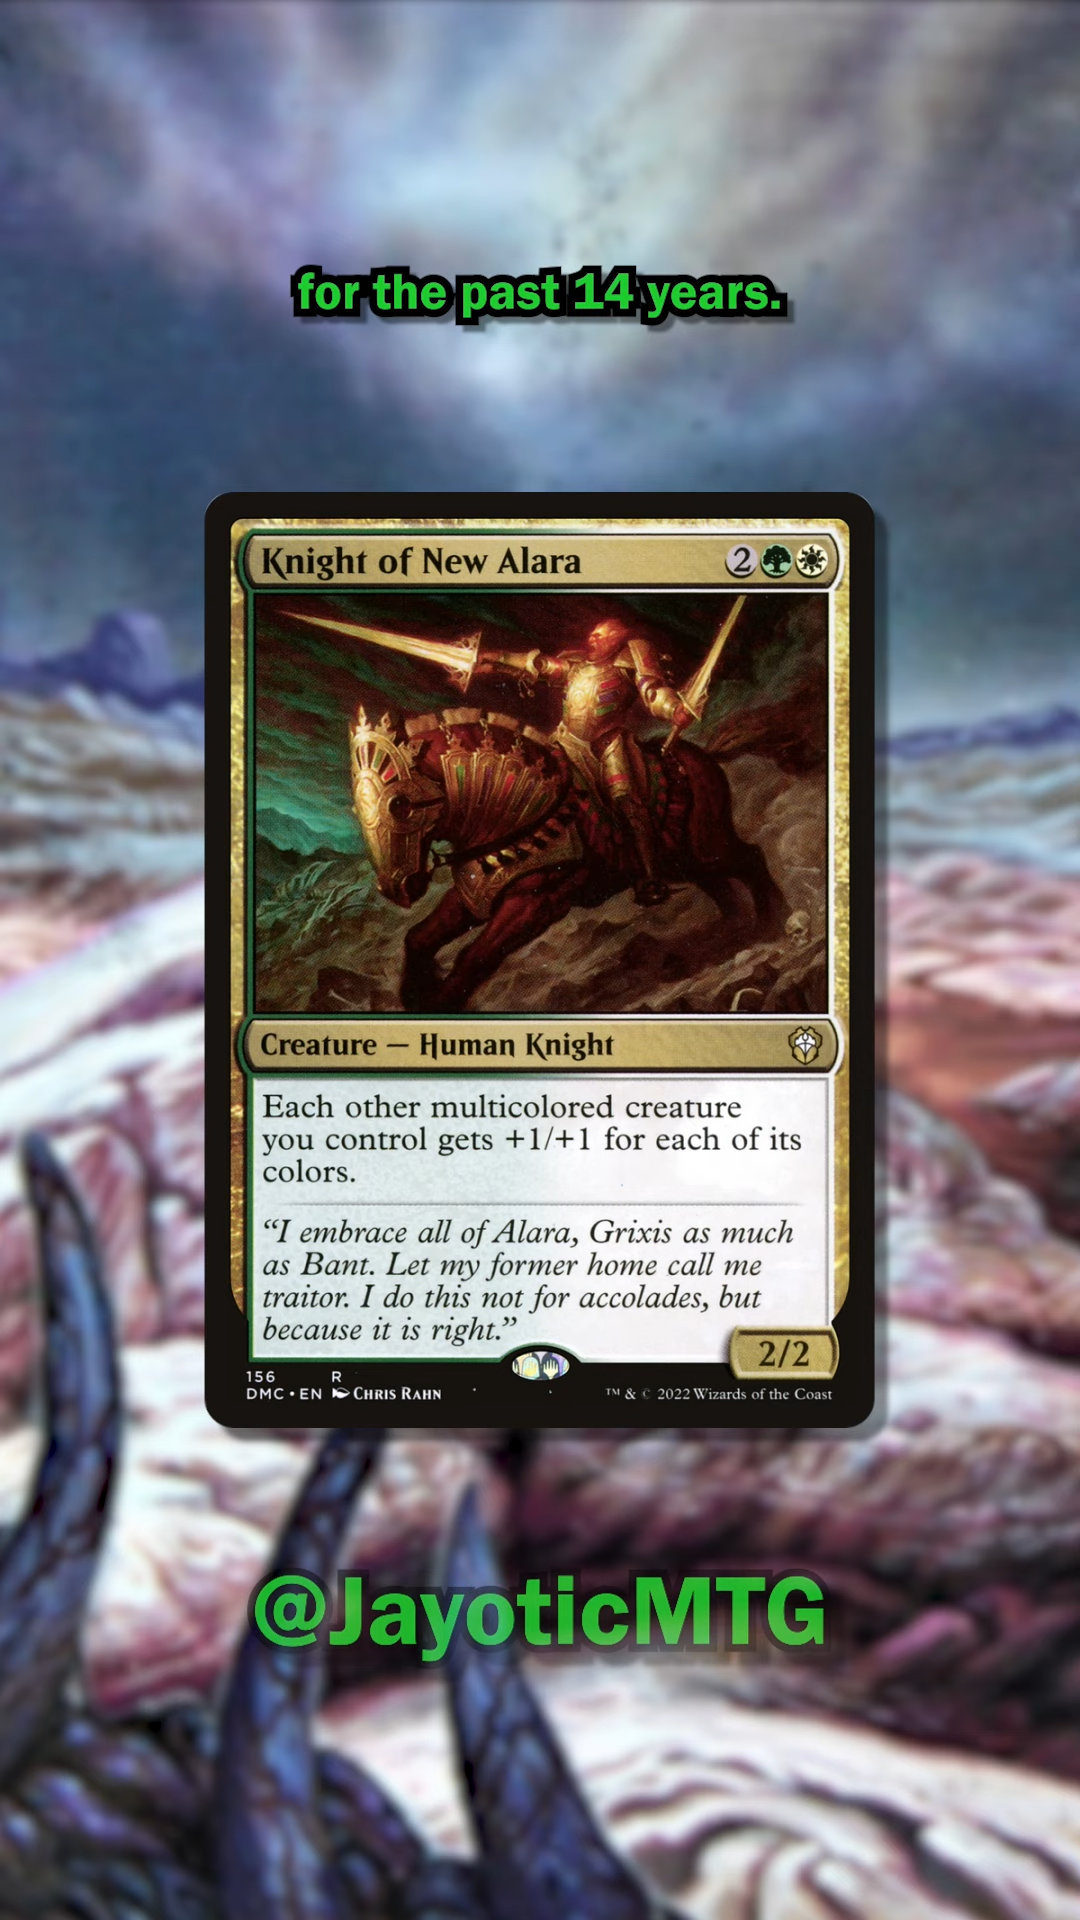 for the past 14 years.
Knight of New Alara
2
Creature — Human Knight
Each other multicolored creature
you control gets +1/+1 for each of its
colors.
“I embrace all of Alara, Grixis as much
as Bant. Let my former home call me
traitor. I do this not for accolades, but
because it is right.”
2/2
156 R
DMC • EN Chris Rahn
™ & © 2022 Wizards of the Coast
@JayoticMTG